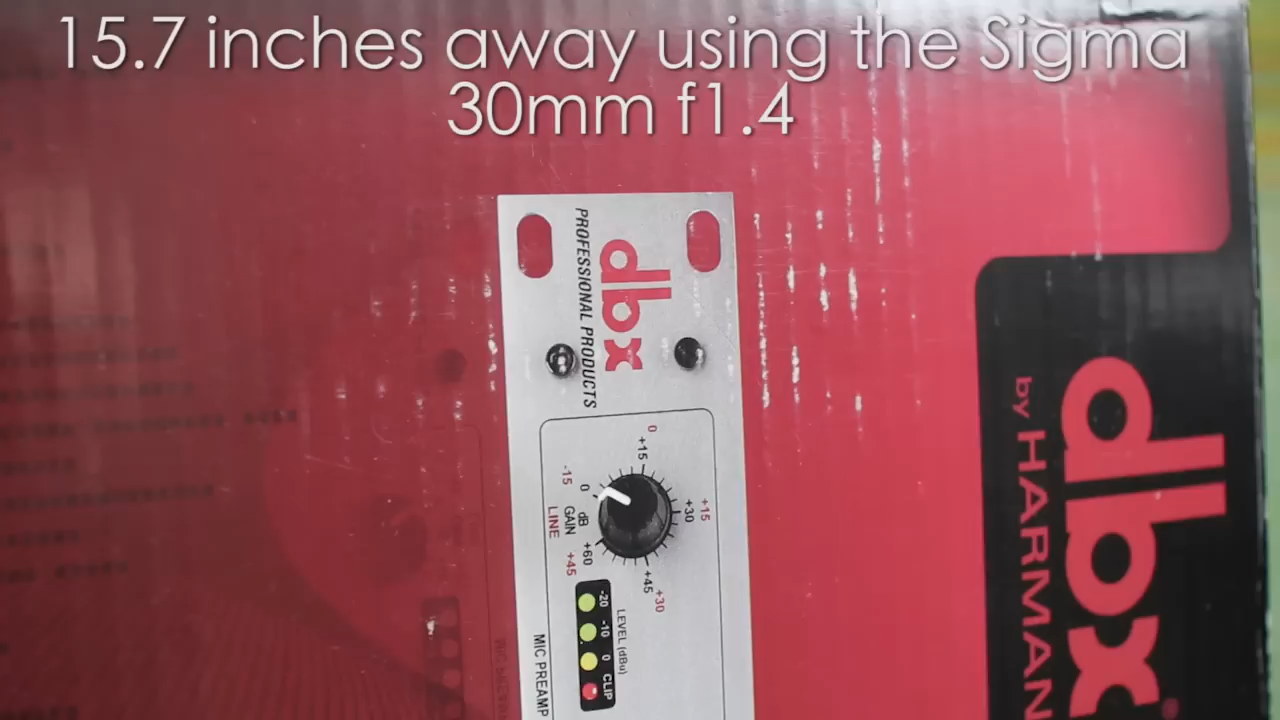 15.7 inches away using the Sigma
30mm f1.4
dbx
PROFESSIONAL PRODUCTS
0
+15
+15
+30
+30
+45
-15
0
dB
GAIN
LINE
+60
+45
-20 -10 0 CLIP
LEVEL (dBu)
MIC PREAMP
dbx
by HARMAN